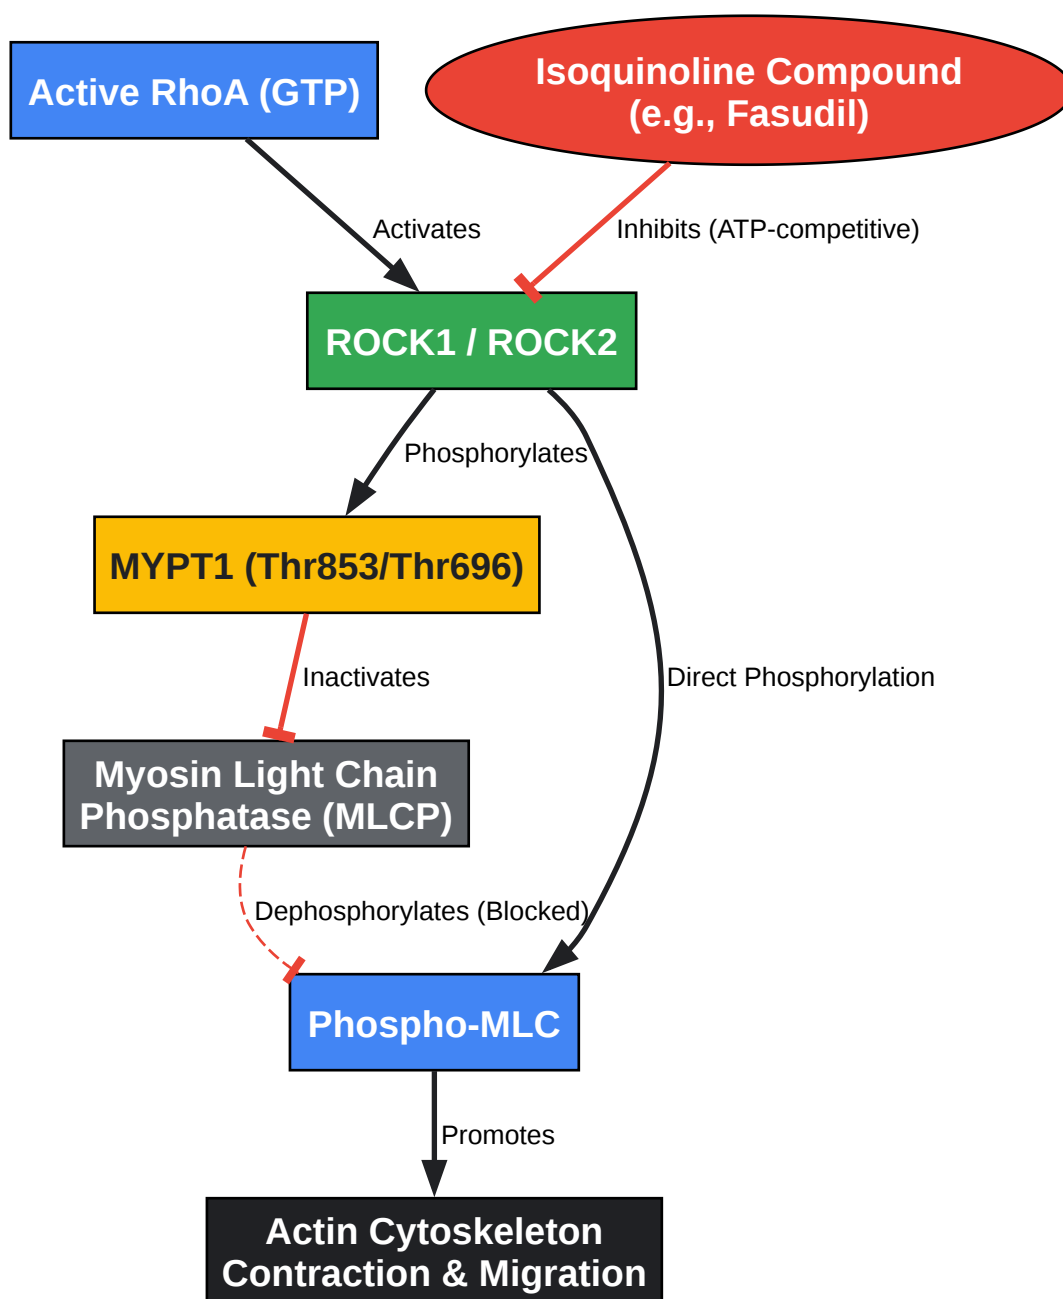 Active RhoA (GTP)
Isoquinoline Compound
(e.g., Fasudil)
Activates
Inhibits (ATP-competitive)
ROCK1 / ROCK2
Phosphorylates
MYPT1 (Thr853/Thr696)
Inactivates
Direct Phosphorylation
Myosin Light Chain
Phosphatase (MLCP)
Dephosphorylates (Blocked)
Phospho-MLC
Promotes
Actin Cytoskeleton
Contraction & Migration